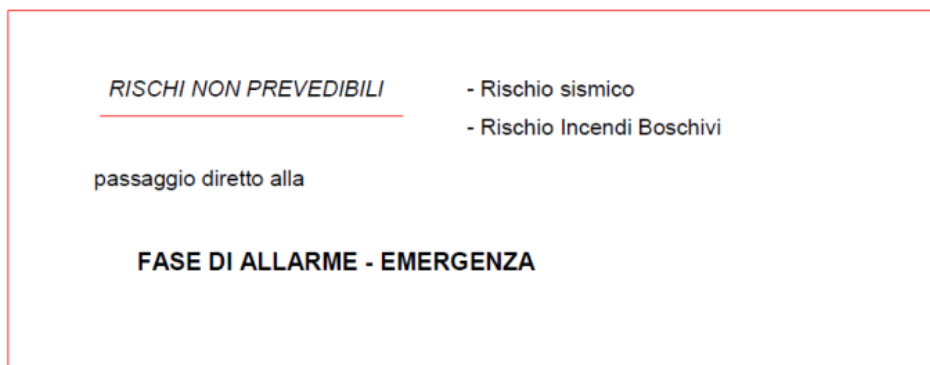 RISCHI NON PREVEDIBILI - Rischio sismico
- Rischio Incendi Boschivi
passaggio diretto alla
FASE DI ALLARME - EMERGENZA